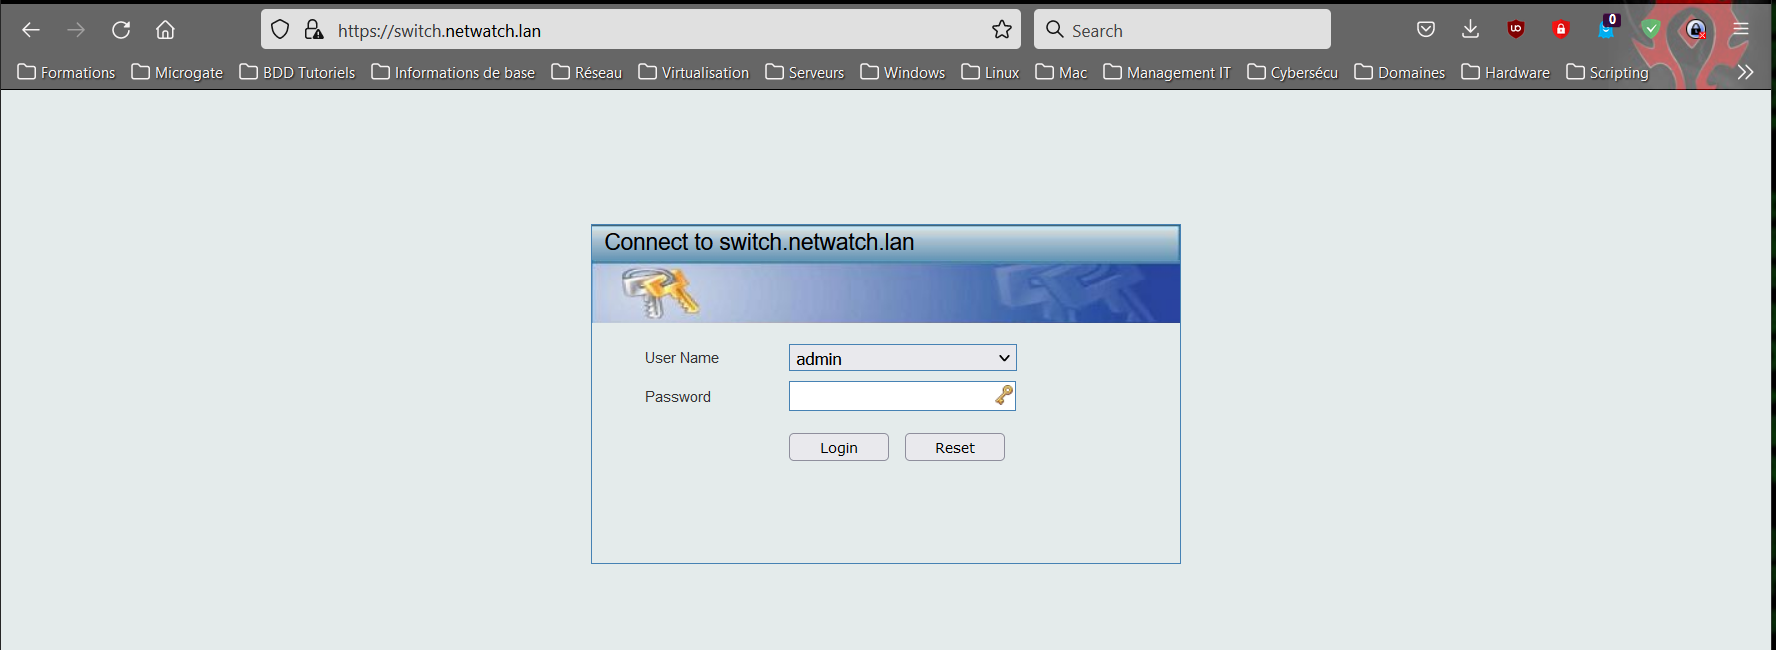 https://switch.netwatch.lan
Search
0
Formations Microgate BDD Tutoriels Informations de base Réseau Virtualisation Serveurs Windows Linux Mac Management IT Cybersécu Domaines Hardware Scripting
Connect to switch.netwatch.lan
User Name admin
Password
Login Reset